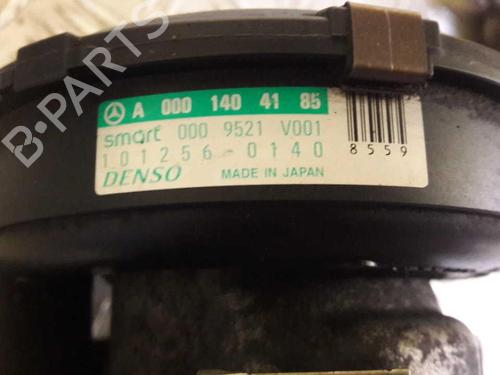 A 000 140 41 85
smart 000 9521 V001
101256-0140
DENSO MADE IN JAPAN
8559
B-PARTS